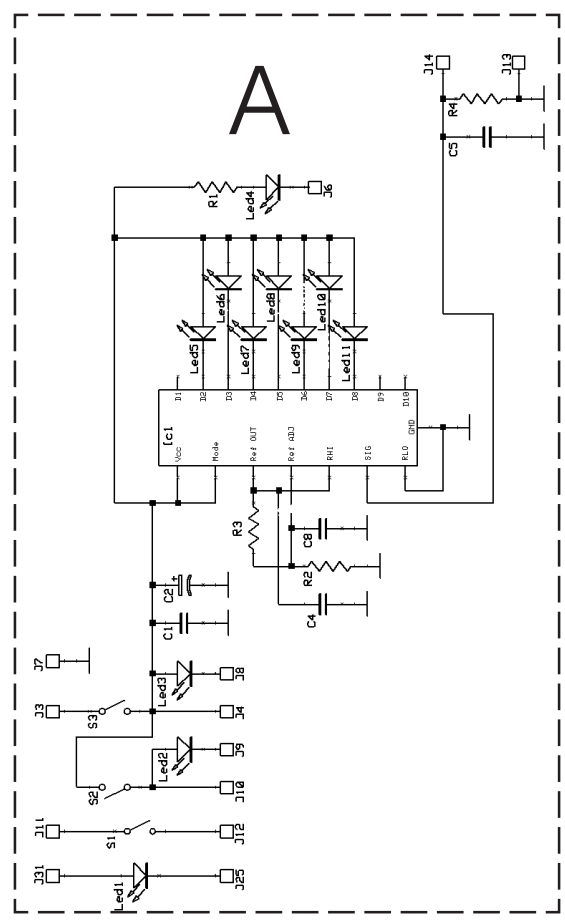 A
J14
J13
R4
C5
R1
Led4
J6
Led6
Led8
Led10
Led5
Led7
Led9
Led11
D1
D2
D3
D4
D5
D6
D7
D8
D9
D10
Ic1
GND
Vcc
Mode
Ref OUT
Ref ADJ
RHI
SIG
RLO
R3
C8
R2
C2
+
C1
C4
J7
Led3
J8
J3
S3
J4
Led2
J9
S2
J10
J11
S1
J12
J31
Led1
J25